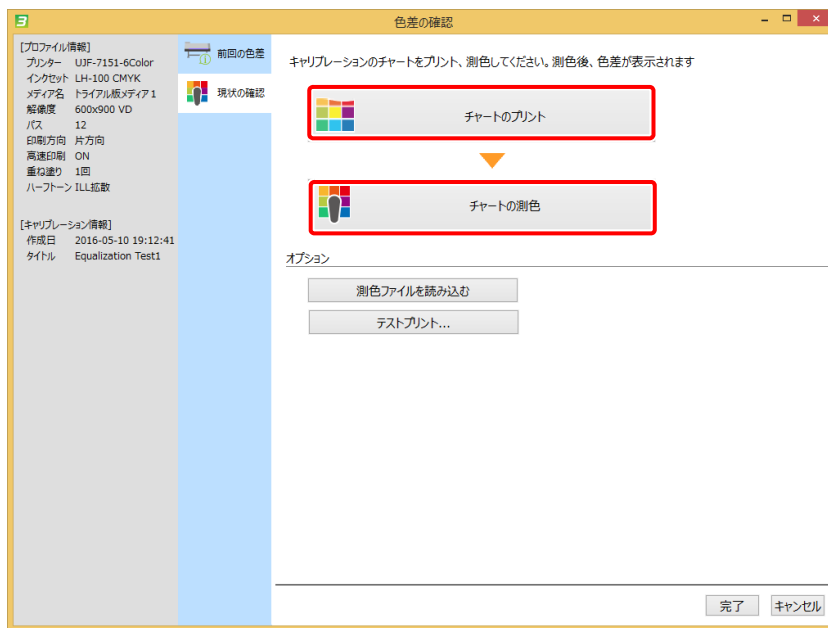 色差の確認
[プロファイル情報]
プリンター UJF-7151-6Color
インクセット LH-100 CMYK
メディア名 トライアル版メディア1
解像度 600x900 VD
パス 12
印刷方向 片方向
高速印刷 ON
重ね塗り 1回
ハーフトーン ILL拡散
[キャリブレーション情報]
作成日 2016-05-10 19:12:41
タイトル Equalization Test1
前回の色差
現状の確認
キャリブレーションのチャートをプリント、測色してください。測色後、色差が表示されます
チャートのプリント
チャートの測色
オプション
測色ファイルを読み込む
テストプリント...
完了
キャンセル